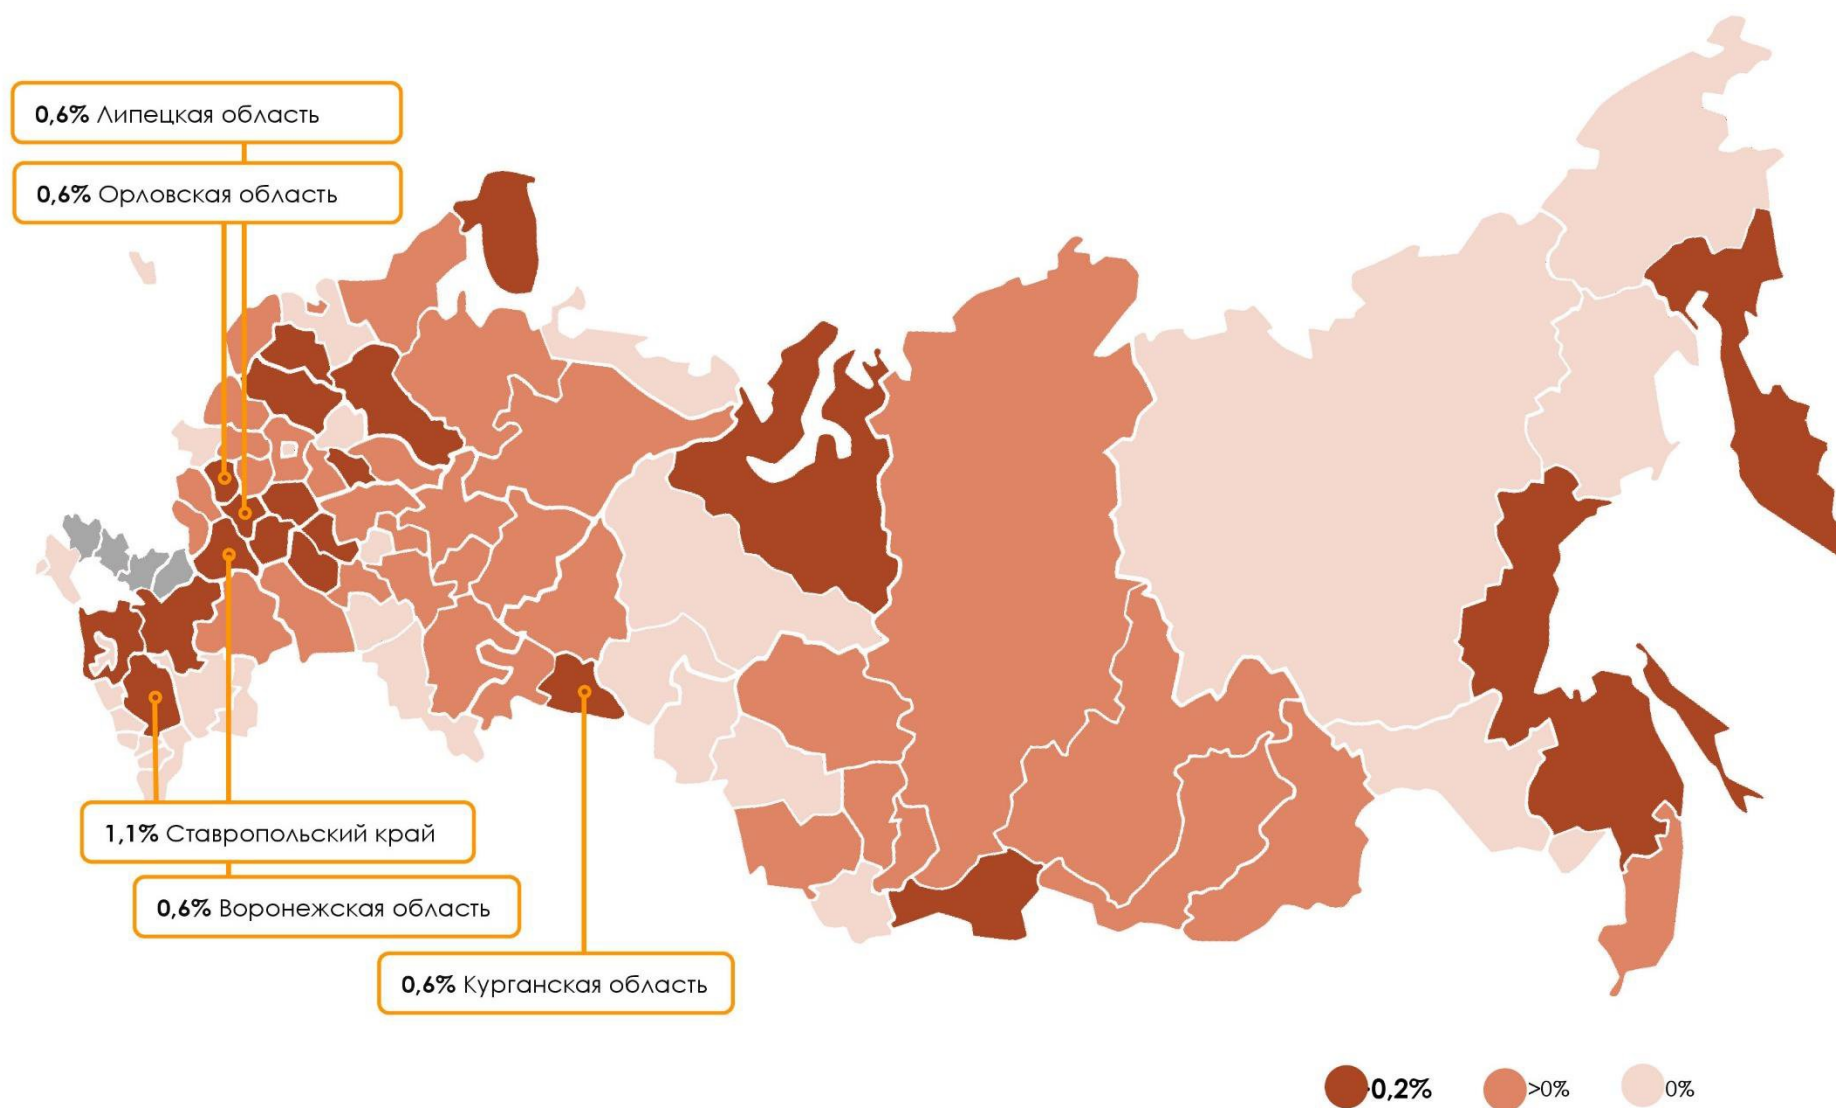 0,6% Липецкая область
0,6% Орловская область
1,1% Ставропольский край
0,6% Воронежская область
0,6% Курганская область
0,2%
>0%
0%